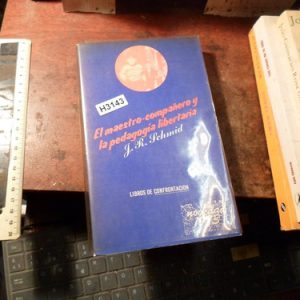 H3143
El maestro-compañero y
la pedagogía libertaria
J. R. Schmid
LIBROS DE CONFRONTACION